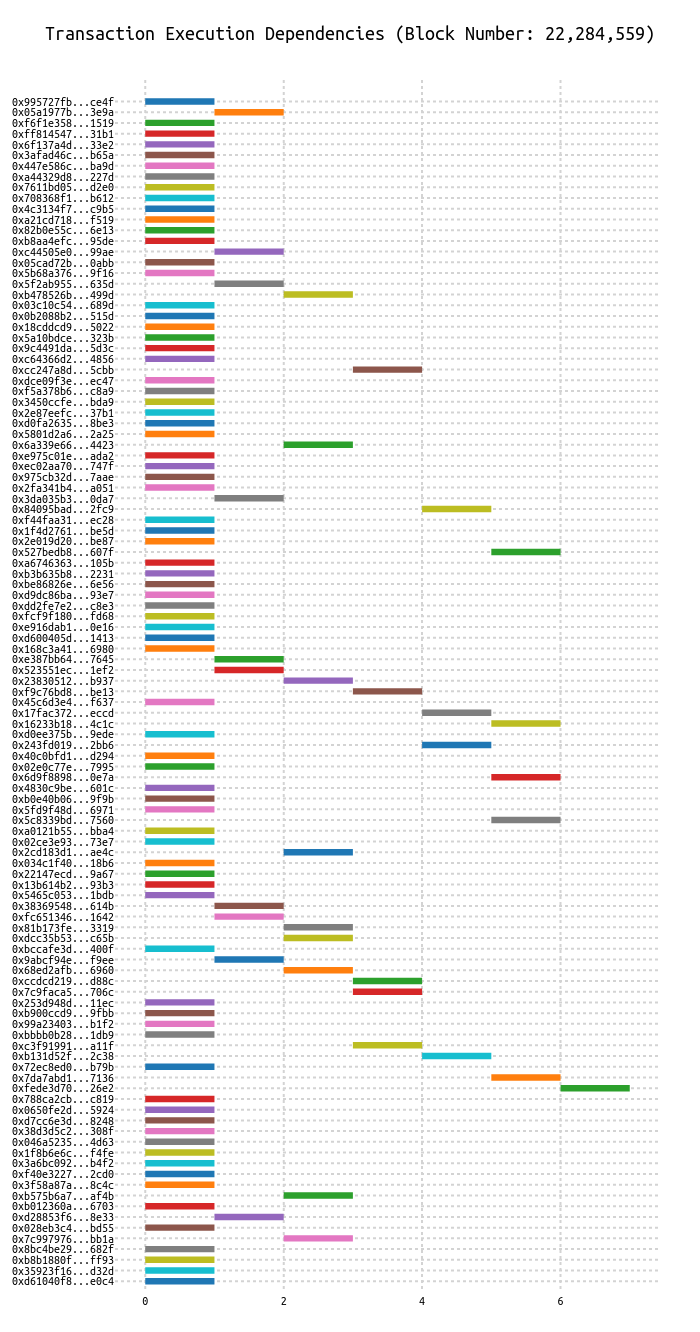 Transaction Execution Dependencies (Block Number: 22,284,559)
0x995727fb...ce4f
0x05a1977b...3e9a
0xf6f1e358...1519
0xff814547...31b1
0x6f137a4d...33e2
0x3afad46c...b65a
0x447e586c...ba9d
0xa44329d8...227d
0x7611bd05...d2e0
0x708368f1...b612
0x4c3134f7...c9b5
0xa21cd718...f519
0x82b0e55c...6e13
0xb8aa4efc...95de
0xc44505e0...99ae
0x05cad72b...0abb
0x5b68a376...9f16
0x5f2ab955...635d
0xb478526b...499d
0x03c10c54...689d
0x0b2088b2...515d
0x18cddcd9...5022
0x5a10bdce...323b
0x9c4491da...5d3c
0xc64366d2...4856
0xcc247a8d...5cbb
0xdce09f3e...ec47
0xf5a378b6...c8a9
0x3450ccfe...bda9
0x2e87eefc...37b1
0xd0fa2635...8be3
0x5801d2a6...2a25
0x6a339e66...4423
0xe975c01e...ada2
0xec02aa70...747f
0x975cb32d...7aae
0x2fa341b4...a051
0x3da035b3...0da7
0x84095bad...2fc9
0xf44faa31...ec28
0x1f4d2761...be5d
0x2e019d20...be87
0x527bedb8...607f
0xa6746363...105b
0xb3b635b8...2231
0xbe86826e...6e56
0xd9dc86ba...93e7
0xdd2fe7e2...c8e3
0xfcf9f180...fd68
0xe916dab1...0e16
0xd600405d...1413
0x168c3a41...6980
0xe387bb64...7645
0x523551ec...1ef2
0x23830512...b937
0xf9c76bd8...be13
0x45c6d3e4...f637
0x17fac372...eccd
0x16233b18...4c1c
0xd0ee375b...9ede
0x243fd019...2bb6
0x40c0bfd1...d294
0x02e0c77e...7995
0x6d9f8898...0e7a
0x4830c9be...601c
0xb0e40b06...9f9b
0x5fd9f48d...6971
0x5c8339bd...7560
0xa0121b55...bba4
0x02ce3e93...73e7
0x2cd183d1...ae4c
0x034c1f40...18b6
0x22147ecd...9a67
0x13b614b2...93b3
0x5465c053...1bdb
0x38369548...614b
0xfc651346...1642
0x81b173fe...3319
0xdcc35b53...c65b
0xbccafe3d...400f
0x9abcf94e...f9ee
0x68ed2afb...6960
0xccdcd219...d88c
0x7c9faca5...706c
0x253d948d...11ec
0xb900ccd9...9fbb
0x99a23403...b1f2
0xbbbb0b28...1db9
0xc3f91991...a11f
0xb131d52f...2c38
0x72ec8ed0...b79b
0x7da7abd1...7136
0xfede3d70...26e2
0x788ca2cb...c819
0x0650fe2d...5924
0xd7cc6e3d...8248
0x38d3d5c2...308f
0x046a5235...4d63
0x1f8b6e6c...f4fe
0x3a6bc092...b4f2
0xf40e3227...2cd0
0x3f58a87a...8c4c
0xb575b6a7...af4b
0xb012360a...6703
0xd28853f6...8e33
0x028eb3c4...bd55
0x7c997976...bb1a
0x8bc4be29...682f
0xb8b1880f...ff93
0x35923f16...d32d
0xd61040f8...e0c4
0 2 4 6